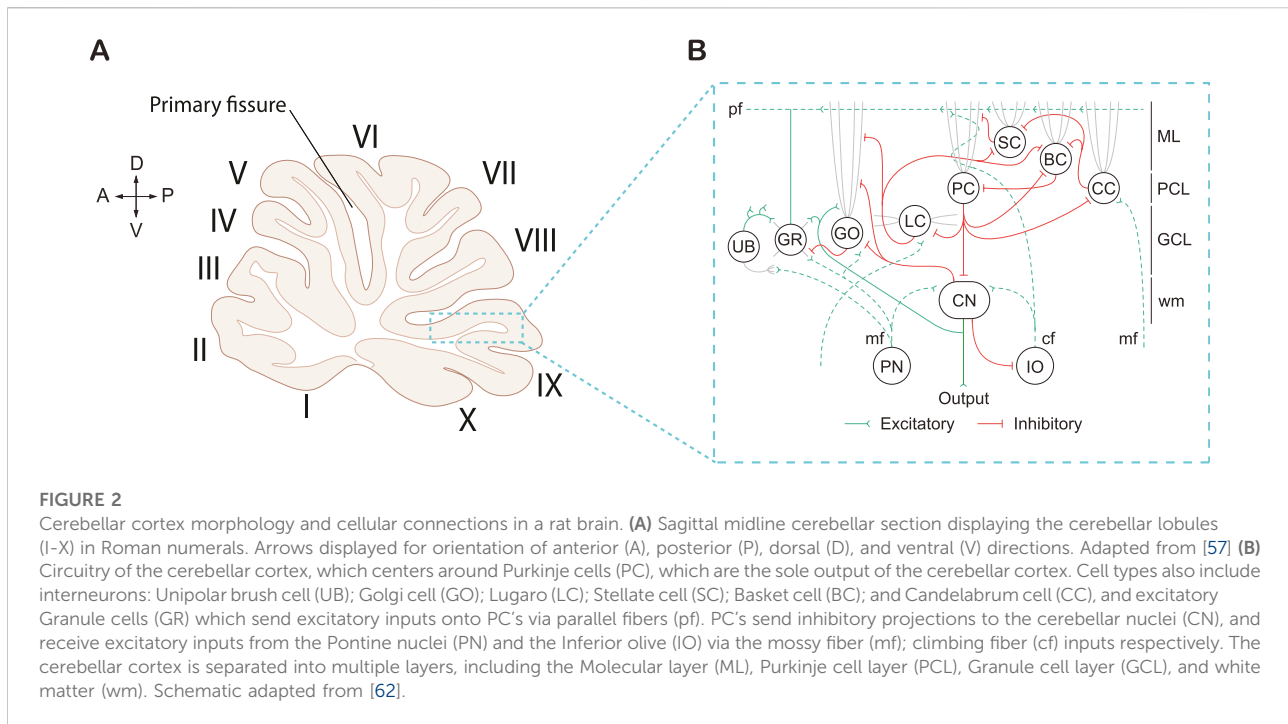 A
B
Primary fissure
D
A
P
V
I
II
III
IV
V
VI
VII
VIII
IX
X
pf
SC
BC
PC
CC
LC
GO
GR
UB
CN
mf
PN
cf
IO
mf
ML
PCL
GCL
wm
Output
Excitatory
Inhibitory
FIGURE 2
Cerebellar cortex morphology and cellular connections in a rat brain. (A) Sagittal midline cerebellar section displaying the cerebellar lobules
(I-X) in Roman numerals. Arrows displayed for orientation of anterior (A), posterior (P), dorsal (D), and ventral (V) directions. Adapted from [57] (B)
Circuitry of the cerebellar cortex, which centers around Purkinje cells (PC), which are the sole output of the cerebellar cortex. Cell types also include
interneurons: Unipolar brush cell (UB); Golgi cell (GO); Lugaro (LC); Stellate cell (SC); Basket cell (BC); and Candelabrum cell (CC), and excitatory
Granule cells (GR) which send excitatory inputs onto PC's via parallel fibers (pf). PC's send inhibitory projections to the cerebellar nuclei (CN), and
receive excitatory inputs from the Pontine nuclei (PN) and the Inferior olive (IO) via the mossy fiber (mf); climbing fiber (cf) inputs respectively. The
cerebellar cortex is separated into multiple layers, including the Molecular layer (ML), Purkinje cell layer (PCL), Granule cell layer (GCL), and white
matter (wm). Schematic adapted from [62].